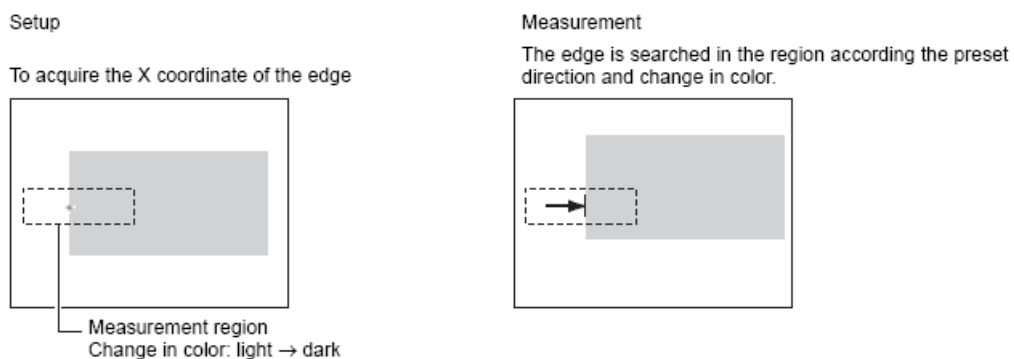 Setup
To acquire the X coordinate of the edge
Measurement region
Change in color: light → dark
Measurement
The edge is searched in the region according the preset
direction and change in color.